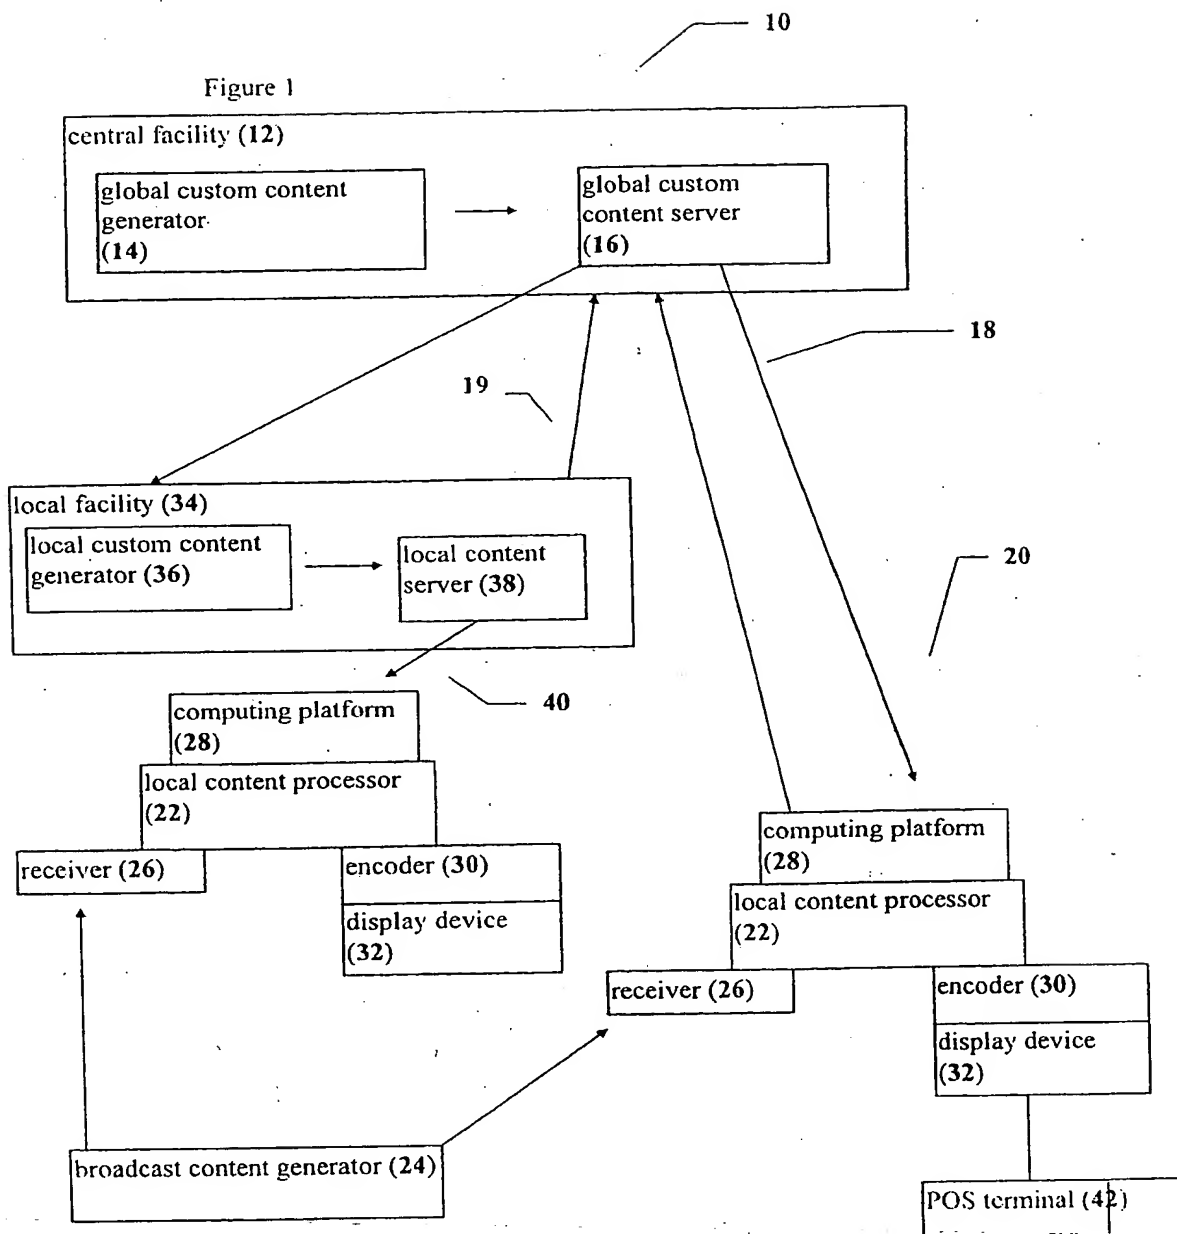 10
Figure 1
central facility (12)
global custom content
generator
(14)
global custom
content server
(16)
18
19
local facility (34)
local custom content
generator (36)
local content
server (38)
20
40
computing platform
(28)
local content processor
(22)
receiver (26)
encoder (30)
display device
(32)
computing platform
(28)
local content processor
(22)
receiver (26)
encoder (30)
display device
(32)
broadcast content generator (24)
POS terminal (42)